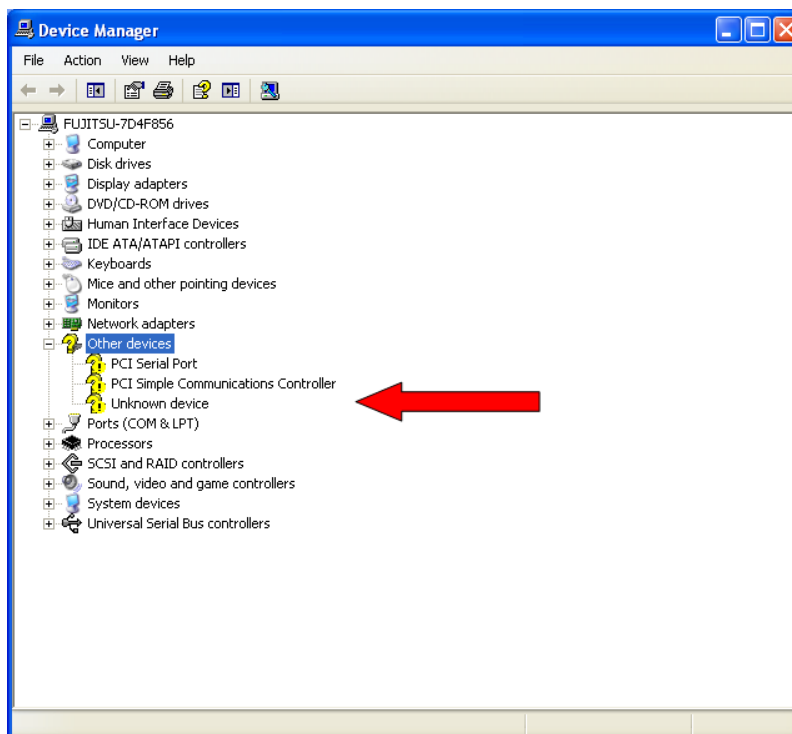 Device Manager
File Action View Help
FUJITSU-7D4F856
Computer
Disk drives
Display adapters
DVD/CD-ROM drives
Human Interface Devices
IDE ATA/ATAPI controllers
Keyboards
Mice and other pointing devices
Monitors
Network adapters
Other devices
PCI Serial Port
PCI Simple Communications Controller
Unknown device
Ports (COM & LPT)
Processors
SCSI and RAID controllers
Sound, video and game controllers
System devices
Universal Serial Bus controllers